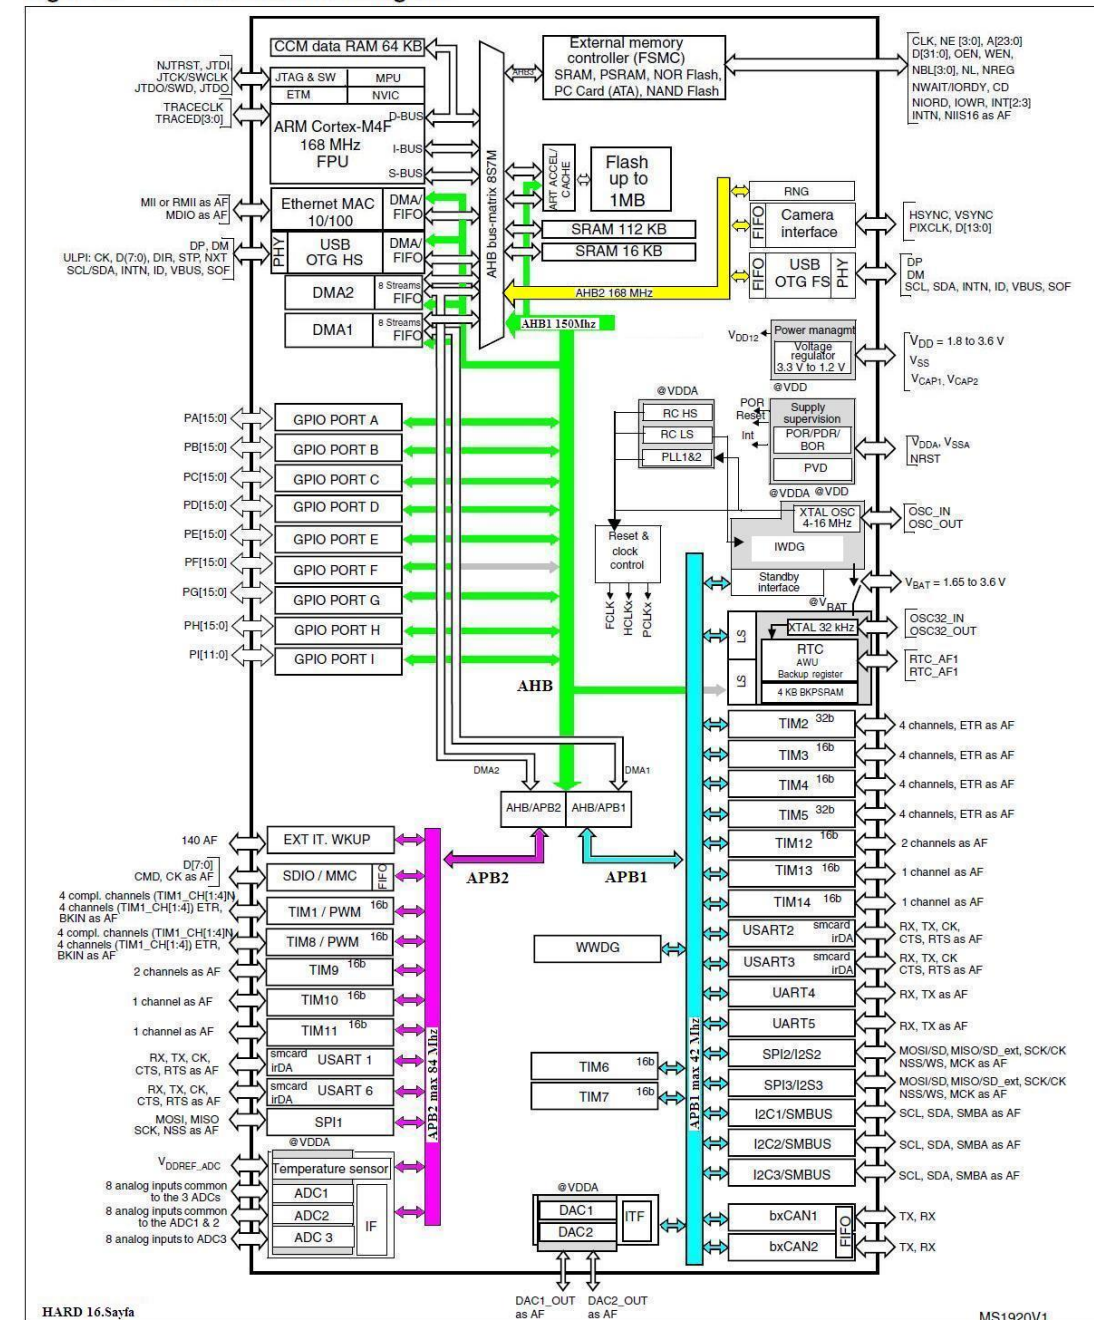 CCM data RAM 64 KB
External memory
controller (FSMC)
SRAM, PSRAM, NOR Flash,
PC Card (ATA), NAND Flash
AHB3
CLK, NE [3:0], A[23:0]
D[31:0], OEN, WEN,
NBL[3:0], NL, NREG
NWAIT/IORDY, CD
NIORD, IOWR, INT[2:3]
INTN, NIIS16 as AF
NJTRST, JTDI,
JTCK/SWCLK
JTDO/SWD, JTDO
TRACECLK
TRACED[3:0]
JTAG & SW
MPU
ETM
NVIC
ARM Cortex-M4F
168 MHz
FPU
D-BUS
I-BUS
S-BUS
AHB bus-matrix 8S7M
ART ACCEL/
CACHE
Flash
up to
1MB
SRAM 112 KB
SRAM 16 KB
MII or RMII as AF
MDIO as AF
Ethernet MAC
10/100
DMA/
FIFO
DP, DM
ULPI: CK, D(7:0), DIR, STP, NXT
SCL/SDA, INTN, ID, VBUS, SOF
PHY
USB
OTG HS
DMA/
FIFO
DMA2
8 Streams
FIFO
DMA1
8 Streams
FIFO
RNG
FIFO
Camera
interface
HSYNC, VSYNC
PIXCLK, D[13:0]
FIFO
USB
OTG FS
PHY
DP
DM
SCL, SDA, INTN, ID, VBUS, SOF
AHB2 168 MHz
AHB1 150Mhz
VDD12
Power managmt
Voltage
regulator
3.3 V to 1.2 V
VDD = 1.8 to 3.6 V
VSS
VCAP1, VCAP2
@VDD
@VDDA
RC HS
RC LS
PLL1&2
POR
Reset
Int
Supply
supervision
POR/PDR/
BOR
PVD
VDDA, VSSA
NRST
@VDDA
@VDD
XTAL OSC
4-16 MHz
OSC_IN
OSC_OUT
IWDG
Reset &
clock
control
FCLK
HCLKx
PCLKx
Standby
interface
VBAT = 1.65 to 3.6 V
@VBAT
LS
LS
XTAL 32 kHz
OSC32_IN
OSC32_OUT
RTC
AWU
Backup register
4 KB BKPSRAM
RTC_AF1
RTC_AF1
PA[15:0]
GPIO PORT A
PB[15:0]
GPIO PORT B
PC[15:0]
GPIO PORT C
PD[15:0]
GPIO PORT D
PE[15:0]
GPIO PORT E
PF[15:0]
GPIO PORT F
PG[15:0]
GPIO PORT G
PH[15:0]
GPIO PORT H
PI[11:0]
GPIO PORT I
AHB
DMA2
DMA1
AHB/APB2
AHB/APB1
APB2
APB1
TIM2 32b
4 channels, ETR as AF
TIM3 16b
4 channels, ETR as AF
TIM4 16b
4 channels, ETR as AF
TIM5 32b
4 channels, ETR as AF
TIM12 16b
2 channels as AF
TIM13 16b
1 channel as AF
TIM14 16b
1 channel as AF
USART2 smcard
irDA
RX, TX, CK,
CTS, RTS as AF
USART3 smcard
irDA
RX, TX, CK
CTS, RTS as AF
UART4
RX, TX as AF
UART5
RX, TX as AF
SPI2/I2S2
MOSI/SD, MISO/SD_ext, SCK/CK
NSS/WS, MCK as AF
SPI3/I2S3
MOSI/SD, MISO/SD_ext, SCK/CK
NSS/WS, MCK as AF
I2C1/SMBUS
SCL, SDA, SMBA as AF
I2C2/SMBUS
SCL, SDA, SMBA as AF
I2C3/SMBUS
SCL, SDA, SMBA as AF
bxCAN1
TX, RX
bxCAN2
TX, RX
FIFO
WWDG
TIM6 16b
TIM7 16b
APB1 max 42 Mhz
@VDDA
DAC1
DAC2
ITF
DAC1_OUT
as AF
DAC2_OUT
as AF
140 AF
EXT IT. WKUP
D[7:0]
CMD, CK as AF
SDIO / MMC
FIFO
4 compl. channels (TIM1_CH[1:4]N
4 channels (TIM1_CH[1:4]) ETR,
BKIN as AF
TIM1 / PWM 16b
4 compl. channels (TIM1_CH[1:4]N
4 channels (TIM1_CH[1:4]) ETR,
BKIN as AF
TIM8 / PWM 16b
2 channels as AF
TIM9 16b
1 channel as AF
TIM10 16b
1 channel as AF
TIM11 16b
RX, TX, CK,
CTS, RTS as AF
smcard
irDA USART 1
RX, TX, CK,
CTS, RTS as AF
smcard
irDA USART 6
MOSI, MISO
SCK, NSS as AF
SPI1
APB2 max 84 Mhz
@VDDA
VDDREF_ADC
Temperature sensor
8 analog inputs common
to the 3 ADCs
ADC1
8 analog inputs common
to the ADC1 & 2
ADC2
8 analog inputs to ADC3
ADC 3
IF
HARD 16.Sayfa
MS1920V1